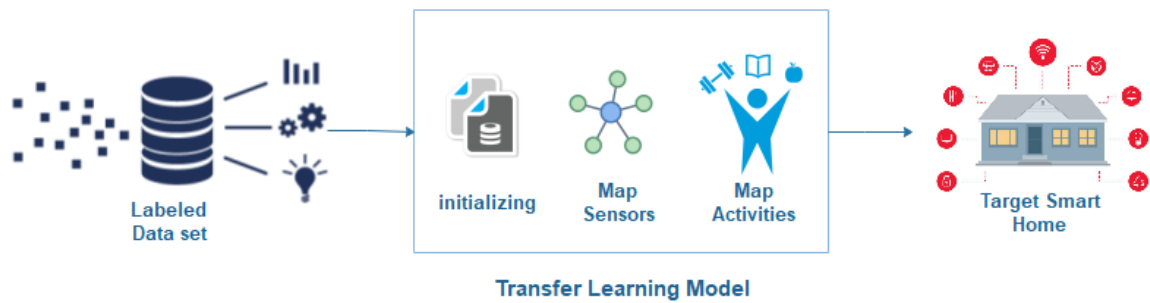 Labeled
Data set
initializing
Map
Sensors
Map
Activities
Target Smart
Home
Transfer Learning Model